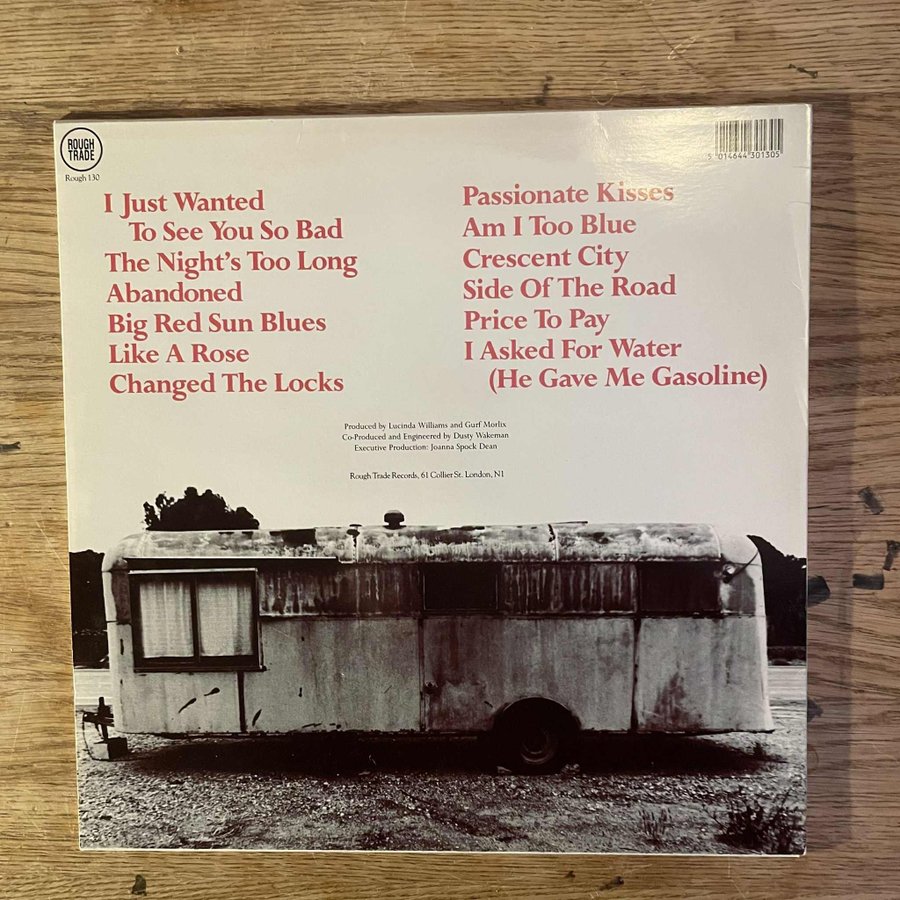 ROUGH
TRADE
Rough 130
5 014644 301305
I Just Wanted
To See You So Bad
The Night's Too Long
Abandoned
Big Red Sun Blues
Like A Rose
Changed The Locks
Passionate Kisses
Am I Too Blue
Crescent City
Side Of The Road
Price To Pay
I Asked For Water
(He Gave Me Gasoline)
Produced by Lucinda Williams and Gurf Morlix
Co-Produced and Engineered by Dusty Wakeman
Executive Production: Joanna Spock Dean
Rough Trade Records, 61 Collier St. London, N1